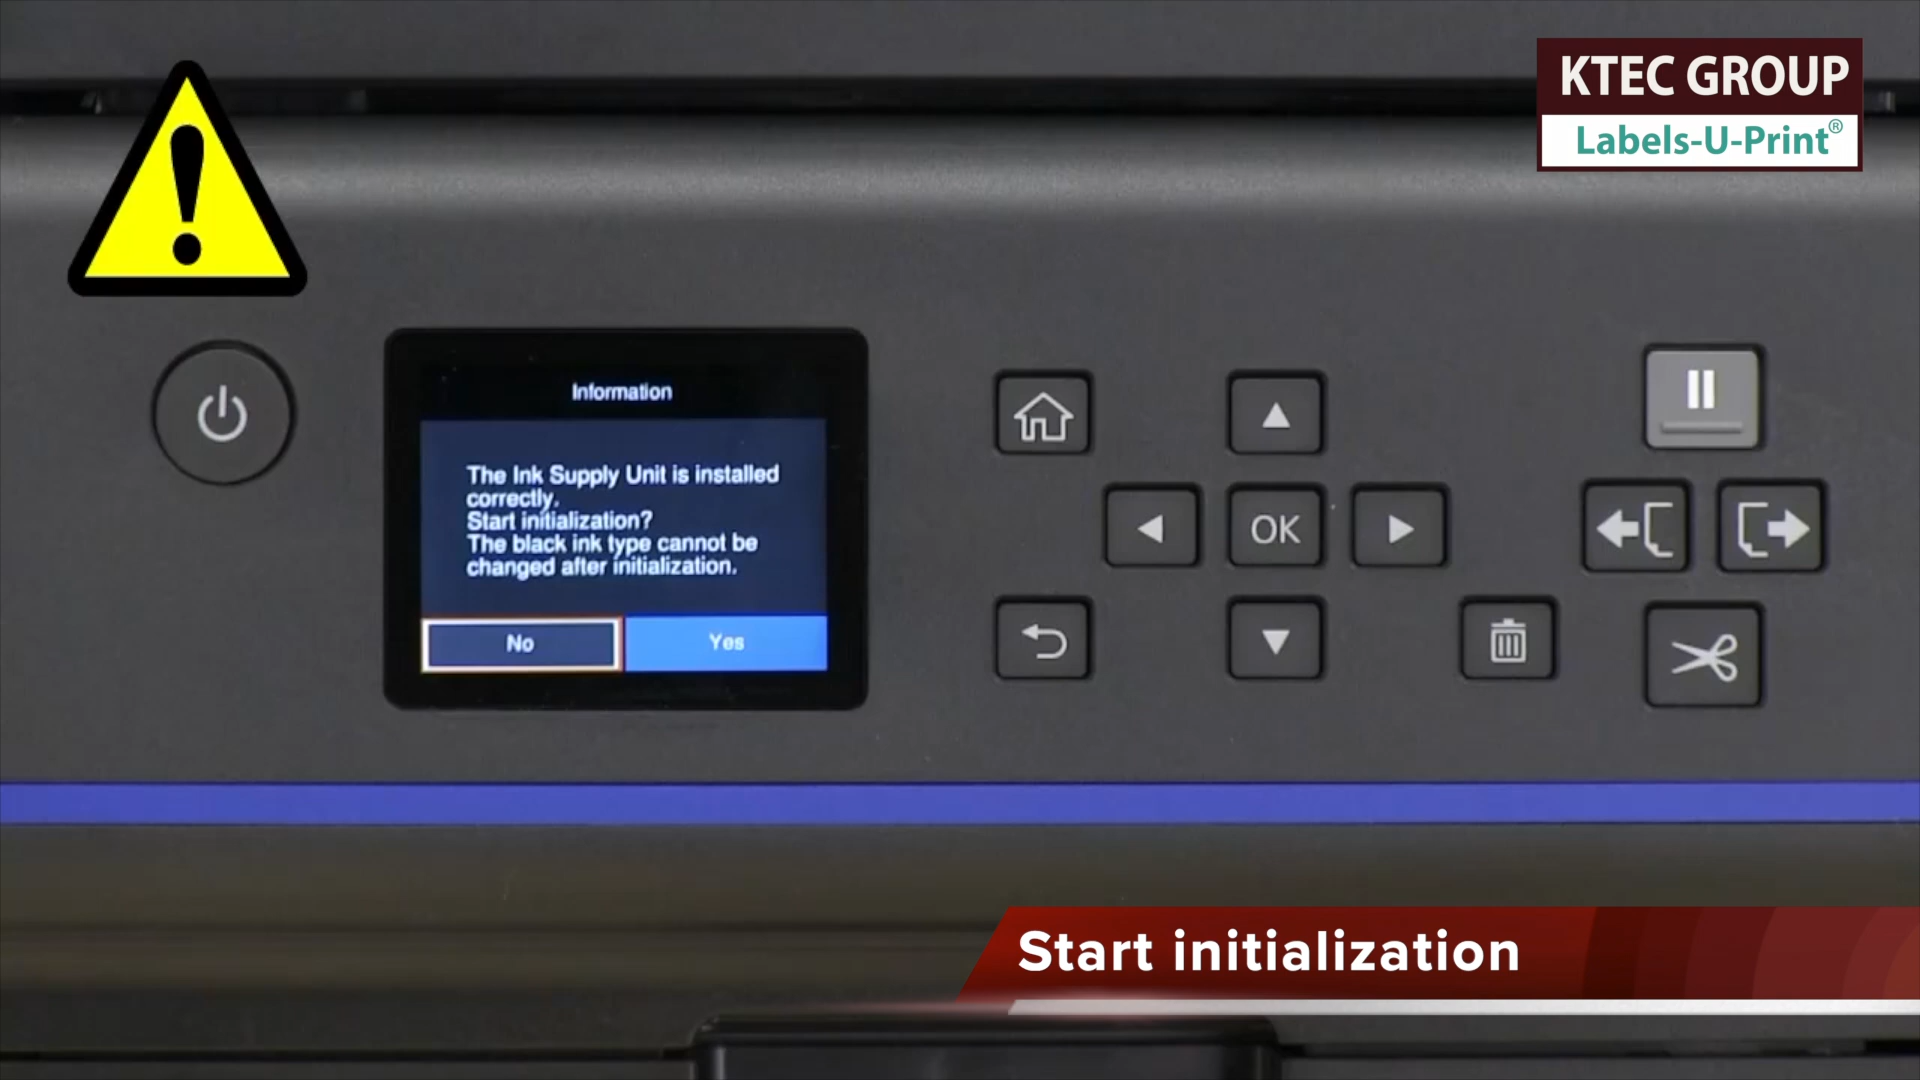 KTEC GROUP
Labels-U-Print®
Information
The Ink Supply Unit is installed
correctly.
Start initialization?
The black ink type cannot be
changed after initialization.
No
Yes
OK
Start initialization